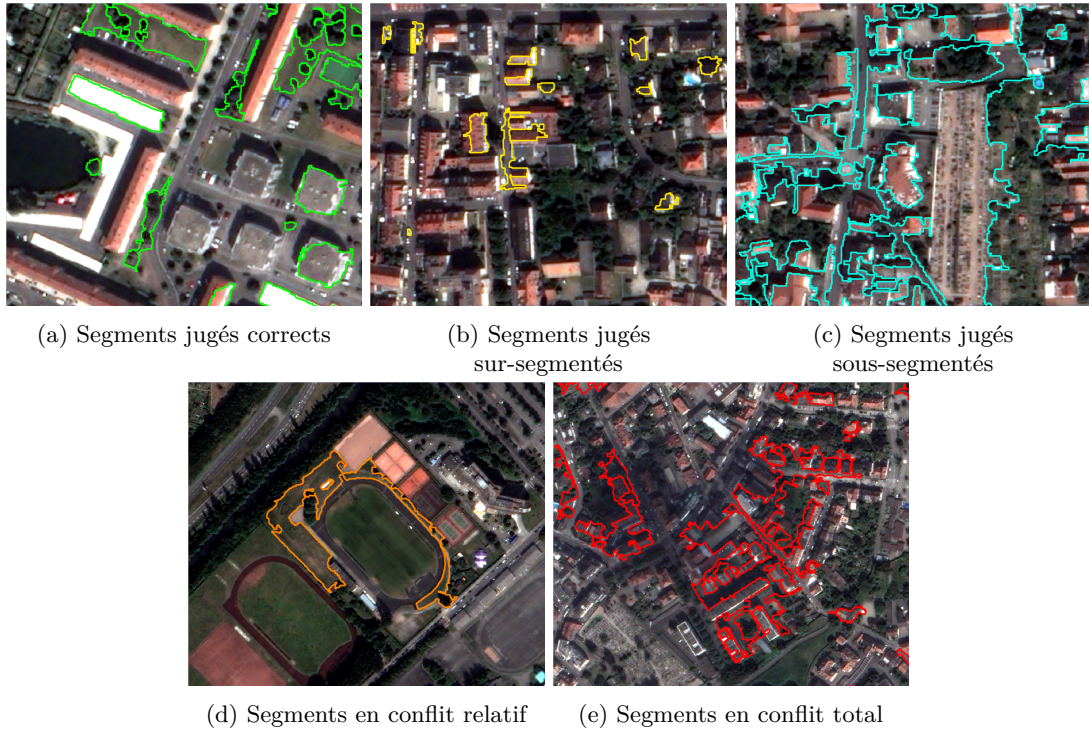 (a) Segments jugés corrects
(b) Segments jugés
sur-segmentés
(c) Segments jugés
sous-segmentés
(d) Segments en conflit relatif
(e) Segments en conflit total